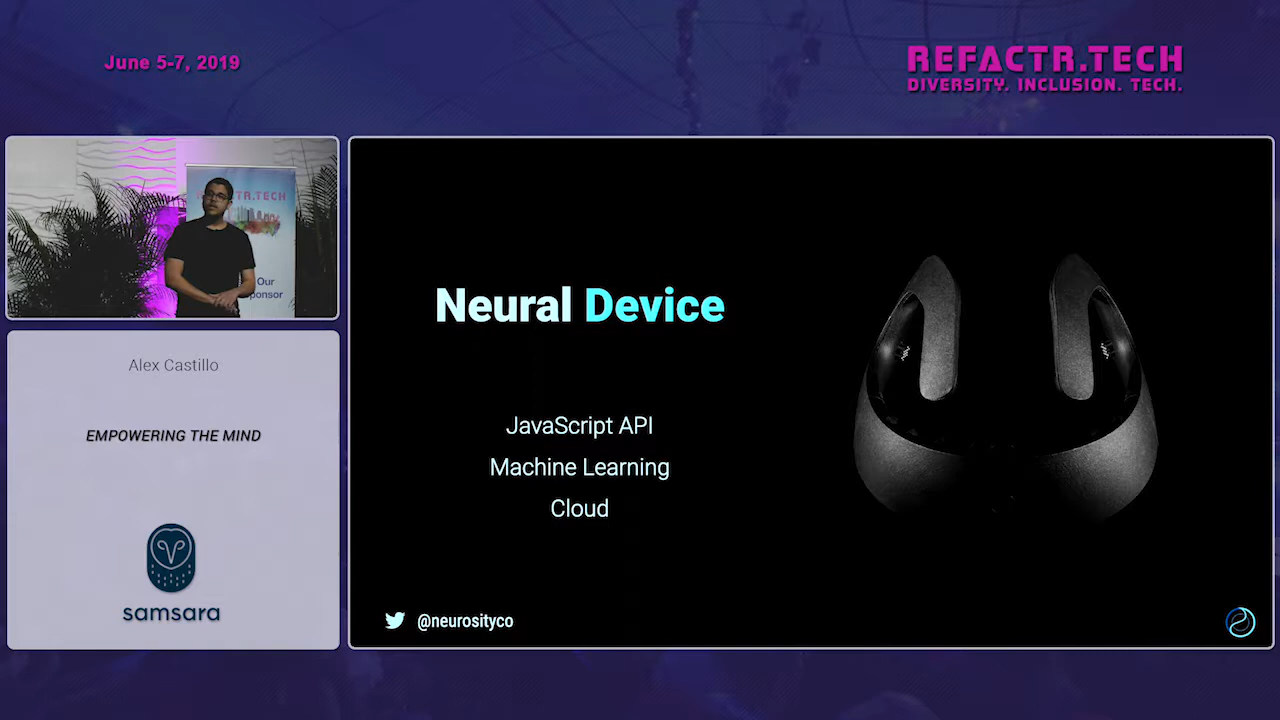 June 5-7, 2019
REFACTR.TECH
DIVERSITY. INCLUSION. TECH.
Our
Alex Castillo
EMPOWERING THE MIND
samsara
Neural Device
JavaScript API
Machine Learning
Cloud
@neurosityco